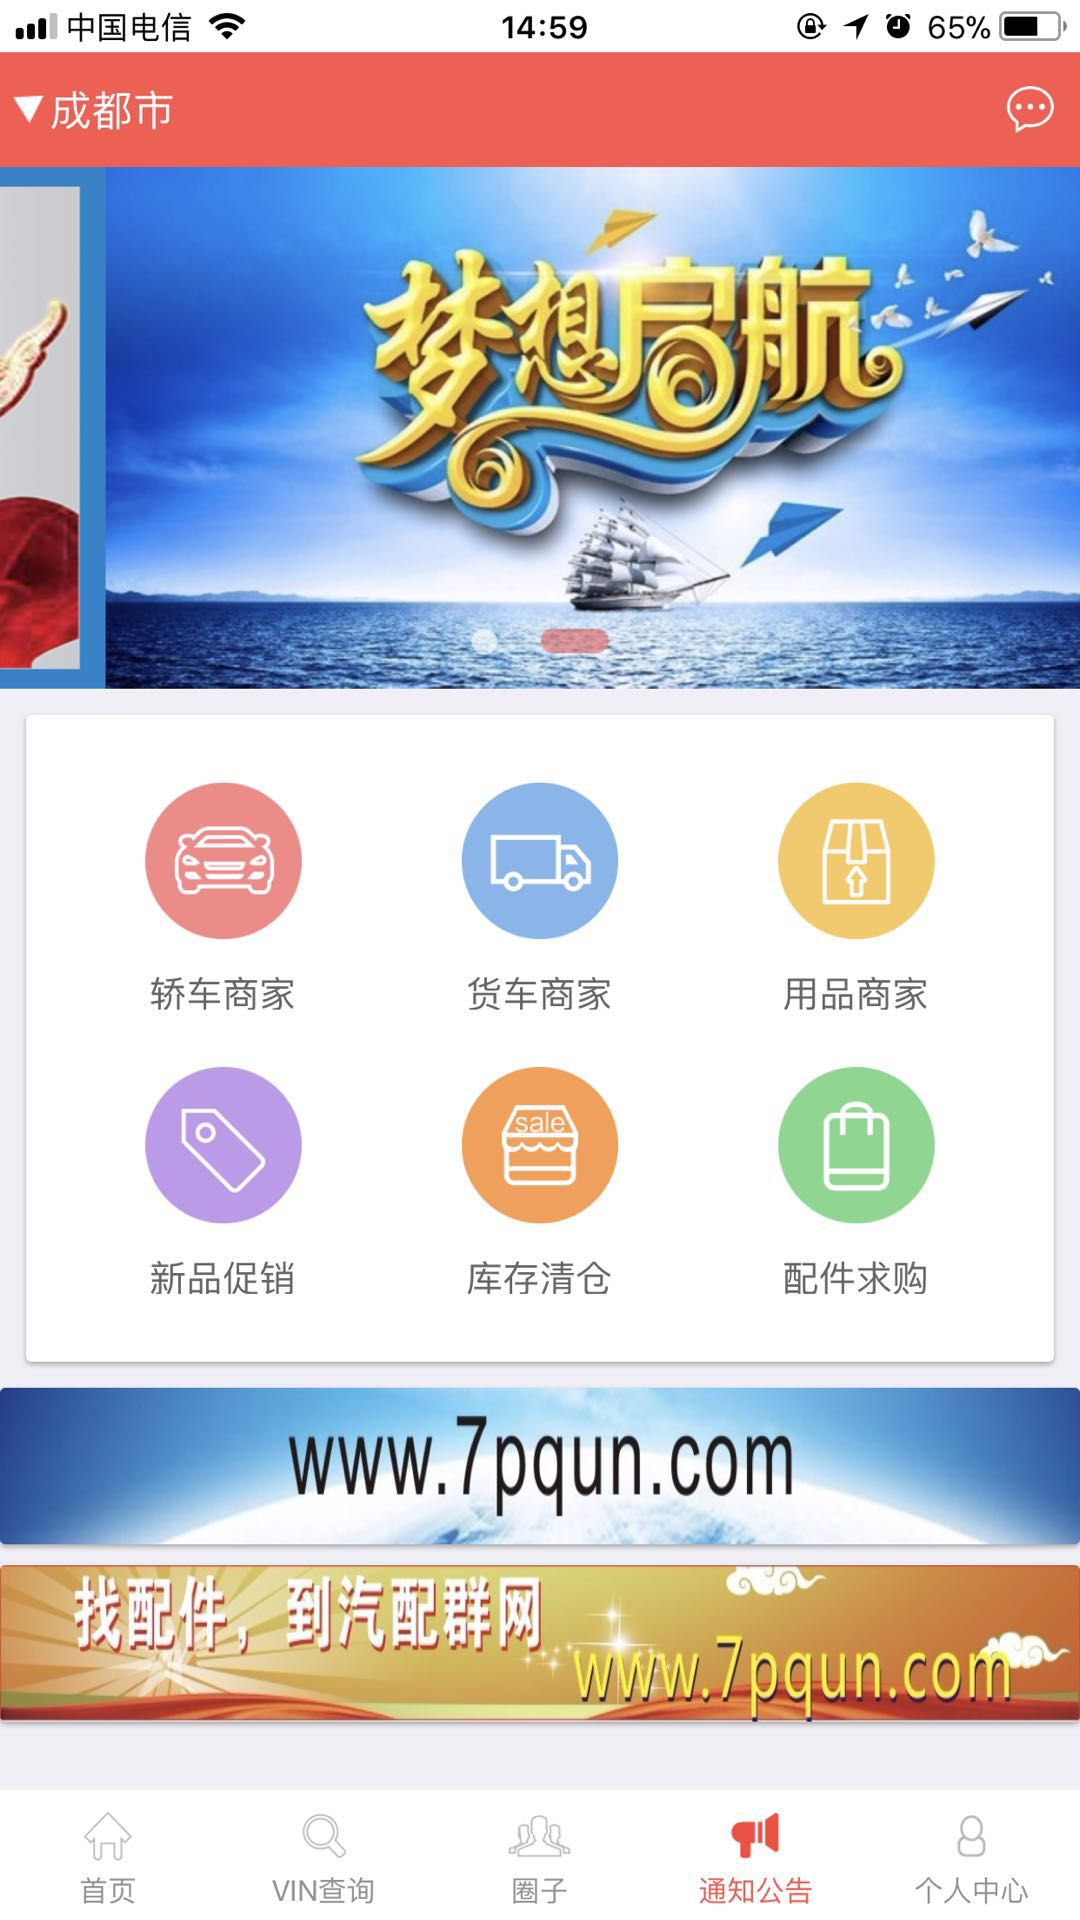 中国电信
14:59
65%
成都市
梦想启航
轿车商家
货车商家
用品商家
新品促销
sale
库存清仓
配件求购
www.7pqun.com
找配件，到汽配群网
www.7pqun.com
首页
VIN查询
圈子
通知公告
个人中心